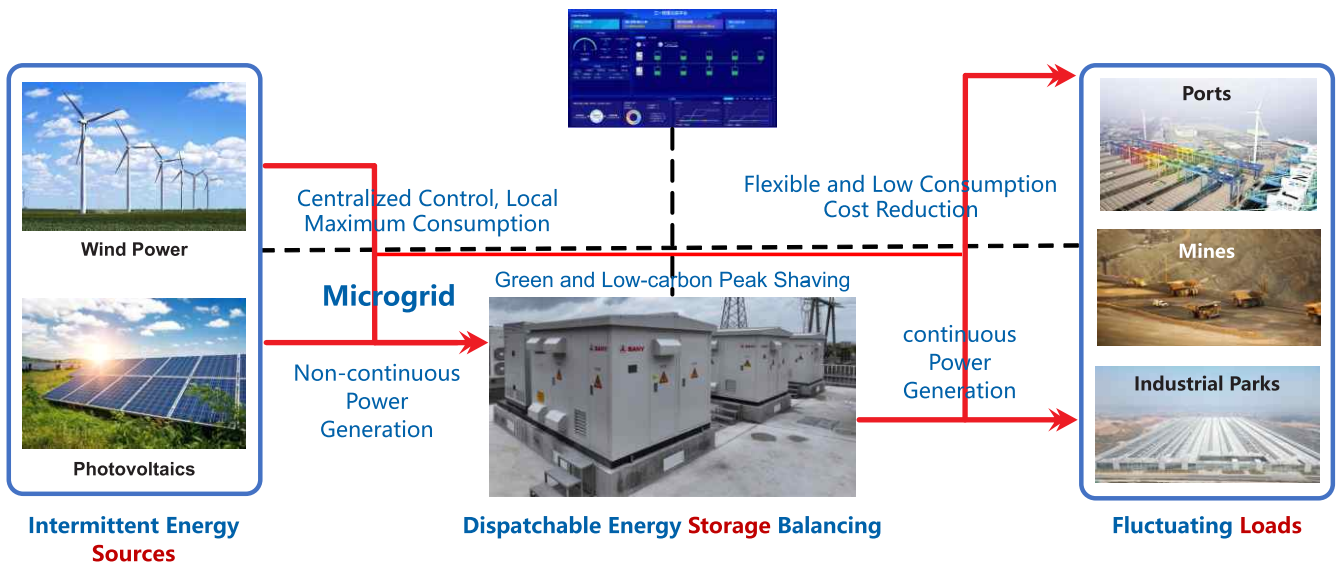 Ports
Wind Power
Centralized Control, Local
Maximum Consumption
Flexible and Low Consumption
Cost Reduction
Mines
Green and Low-carbon Peak Shaving
Microgrid
SANY
SANY
Non-continuous
Power
Generation
continuous
Power
Generation
Industrial Parks
Photovoltaics
Intermittent Energy
Sources
Dispatchable Energy Storage Balancing
Fluctuating Loads